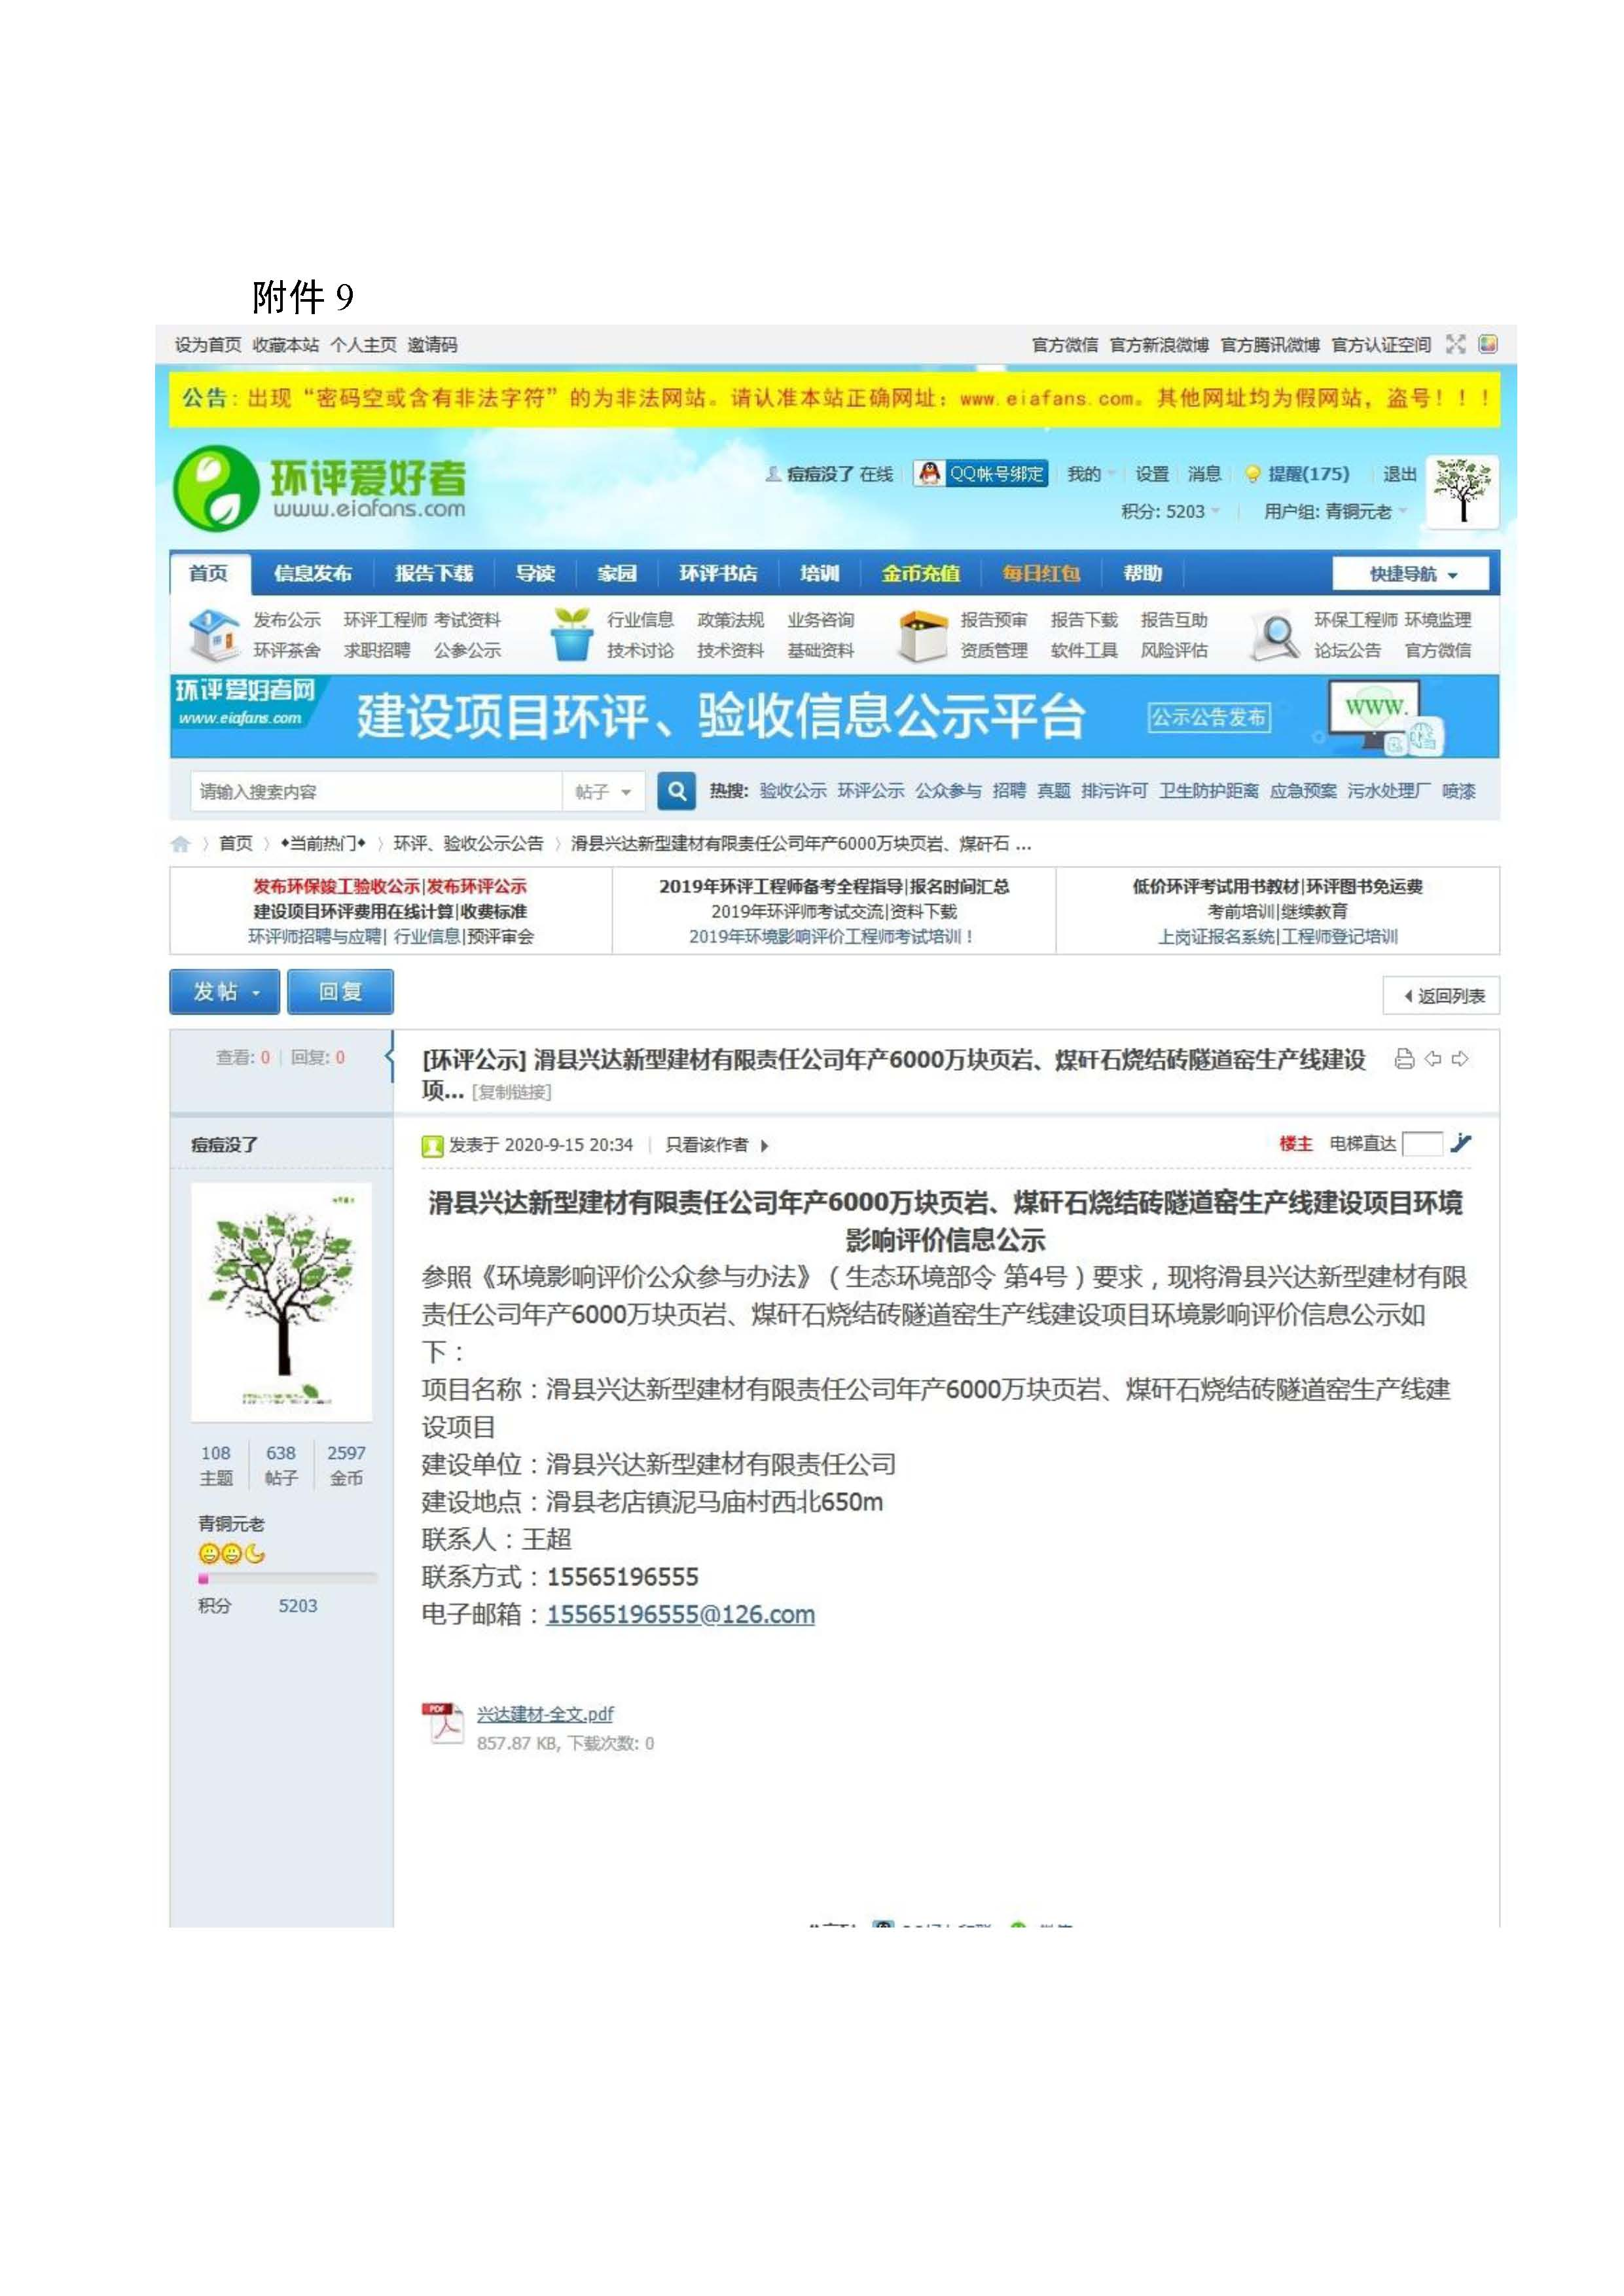 附件 9
设为首页 收藏本站 个人主页 邀请码 官方微信 官方新浪微博 官方腾讯微博 官方认证空间
公告：出现“密码空或含有非法字符”的为非法网站。请认准本站正确网址：www.eiafans.com。其他网址均为假网站，盗号！！！
环评爱好者
www.eiafans.com
痘痘没了 在线 QQ帐号绑定 我的 设置 消息 提醒(175) 退出
积分: 5203 用户组: 青铜元老
首页 信息发布 报告下载 导读 家园 环评书店 培训 金币充值 每日红包 帮助 快捷导航
发布公示 环评工程师 考试资料 行业信息 政策法规 业务咨询 报告预审 报告下载 报告互助 环保工程师 环境监理
环评茶舍 求职招聘 公参公示 技术讨论 技术资料 基础资料 资质管理 软件工具 风险评估 论坛公告 官方微信
环评爱好者网
www.eiafans.com
建设项目环评、验收信息公示平台 公示公告发布 WWW.
请输入搜索内容 帖子 热搜: 验收公示 环评公示 公众参与 招聘 真题 排污许可 卫生防护距离 应急预案 污水处理厂 喷漆
首页 〉 ♦当前热门♦ 〉 环评、验收公示公告 〉 滑县兴达新型建材有限责任公司年产6000万块页岩、煤矸石 ...
发布环保竣工验收公示|发布环评公示 2019年环评工程师备考全程指导|报名时间汇总 低价环评考试用书教材|环评图书免运费
建设项目环评费用在线计算|收费标准 2019年环评师考试交流|资料下载 考前培训|继续教育
环评师招聘与应聘| 行业信息|预评审会 2019年环境影响评价工程师考试培训！ 上岗证报名系统|工程师登记培训
发帖 回复 返回列表
查看: 0 | 回复: 0
[环评公示] 滑县兴达新型建材有限责任公司年产6000万块页岩、煤矸石烧结砖隧道窑生产线建设
项... [复制链接]
痘痘没了
发表于 2020-9-15 20:34 | 只看该作者 楼主 电梯直达
滑县兴达新型建材有限责任公司年产6000万块页岩、煤矸石烧结砖隧道窑生产线建设项目环境
影响评价信息公示
参照《环境影响评价公众参与办法》（生态环境部令 第4号）要求，现将滑县兴达新型建材有限
责任公司年产6000万块页岩、煤矸石烧结砖隧道窑生产线建设项目环境影响评价信息公示如
下：
项目名称：滑县兴达新型建材有限责任公司年产6000万块页岩、煤矸石烧结砖隧道窑生产线建
设项目
建设单位：滑县兴达新型建材有限责任公司
建设地点：滑县老店镇泥马庙村西北650m
联系人：王超
联系方式：15565196555
电子邮箱：15565196555@126.com
108 638 2597
主题 帖子 金币
青铜元老
积分 5203
PDF
兴达建材-全文.pdf
857.87 KB, 下载次数: 0